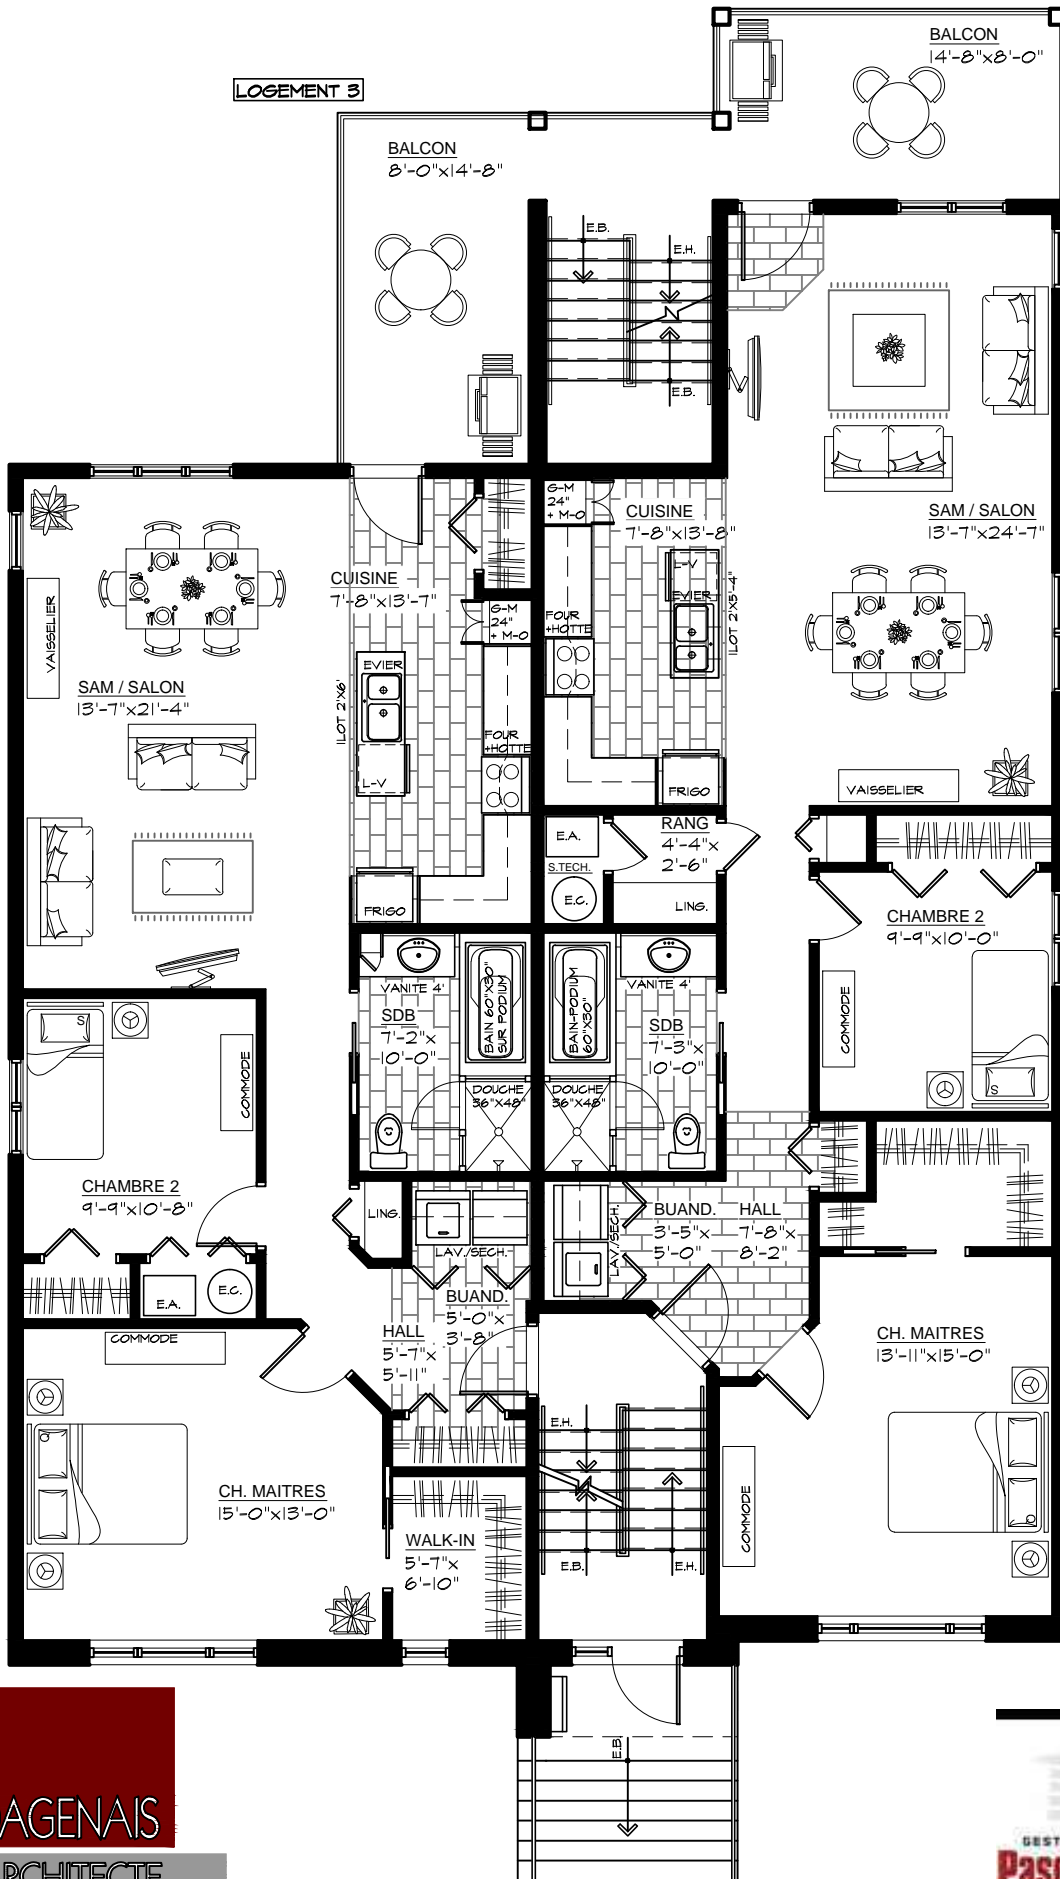 LOGEMENT 3
BALCON
14'-8"x8'-0"
BALCON
8'-0"x14'-8"
E.B.
E.H.
E.B.
G-M
24"
+ M-O
CUISINE
7'-8"x13'-8"
SAM / SALON
13'-7"x24'-7"
L-V
EVIER
ILOT 2'X5'-4"
FOUR
+HOTTE
FRIGO
VAISSELIER
CUISINE
7'-8"x13'-7"
G-M
24"
+ M-O
VAISSELIER
SAM / SALON
13'-7"x21'-4"
EVIER
ILOT 2'X6'
L-V
FOUR
+HOTTE
FRIGO
E.A.
S.TECH.
E.C.
RANG
4'-4"x
2'-6"
LING.
CHAMBRE 2
9'-9"x10'-0"
COMMODE
S
VANITE 4'
SDB
7'-2"x
10'-0"
BAIN 60"X30"
SUR PODIUM
DOUCHE
36"X48"
BAIN-PODIUM
60"X30"
VANITE 4'
SDB
7'-3"x
10'-0"
DOUCHE
36"X48"
S
COMMODE
CHAMBRE 2
9'-9"x10'-8"
LING.
LAV./SECH.
E.A.
E.C.
BUAND.
5'-0"x
3'-8"
HALL
5'-7"x
5'-11"
LAV./SECH.
BUAND.
3'-5"x
5'-0"
HALL
7'-8"x
8'-2"
COMMODE
CH. MAITRES
15'-0"x13'-0"
WALK-IN
5'-7"x
6'-10"
E.H.
E.B.
E.H.
CH. MAITRES
13'-11"x15'-0"
COMMODE
E.B.
DAGENAIS
ARCHITECTE
GEST
Pasc